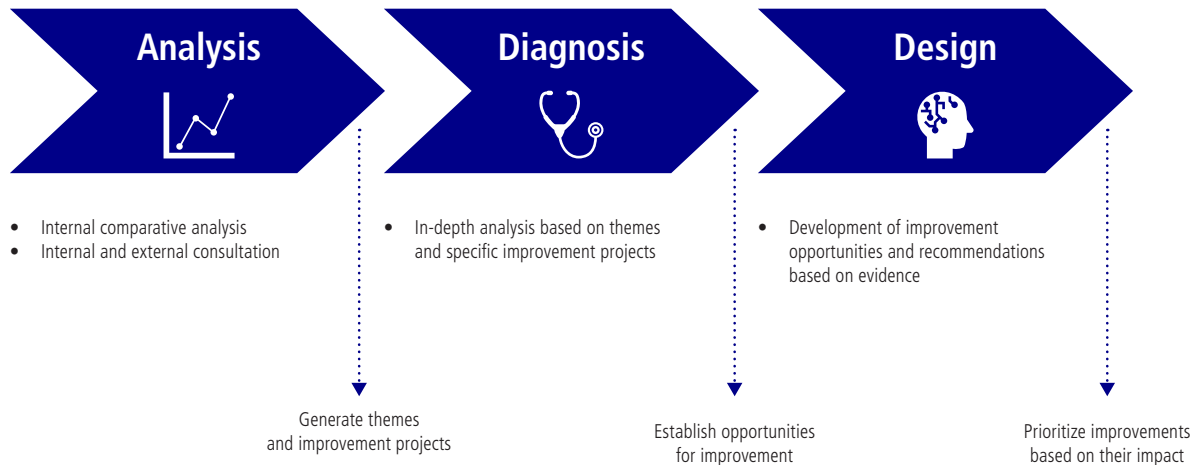 Analysis
Diagnosis
Design
• Internal comparative analysis
• Internal and external consultation
• In-depth analysis based on themes
and specific improvement projects
• Development of improvement
opportunities and recommendations
based on evidence
Generate themes
and improvement projects
Establish opportunities
for improvement
Prioritize improvements
based on their impact